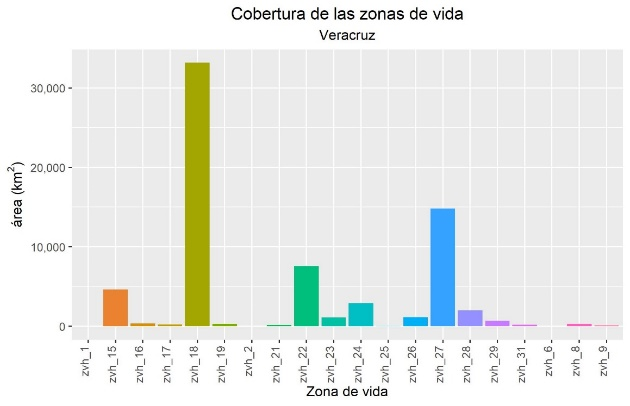 Cobertura de las zonas de vida
Veracruz
área (km²)
30,000
20,000
10,000
0
zvh_1
zvh_15
zvh_16
zvh_17
zvh_18
zvh_19
zvh_2
zvh_21
zvh_22
zvh_23
zvh_24
zvh_25
zvh_26
zvh_27
zvh_28
zvh_29
zvh_31
zvh_6
zvh_8
zvh_9
Zona de vida